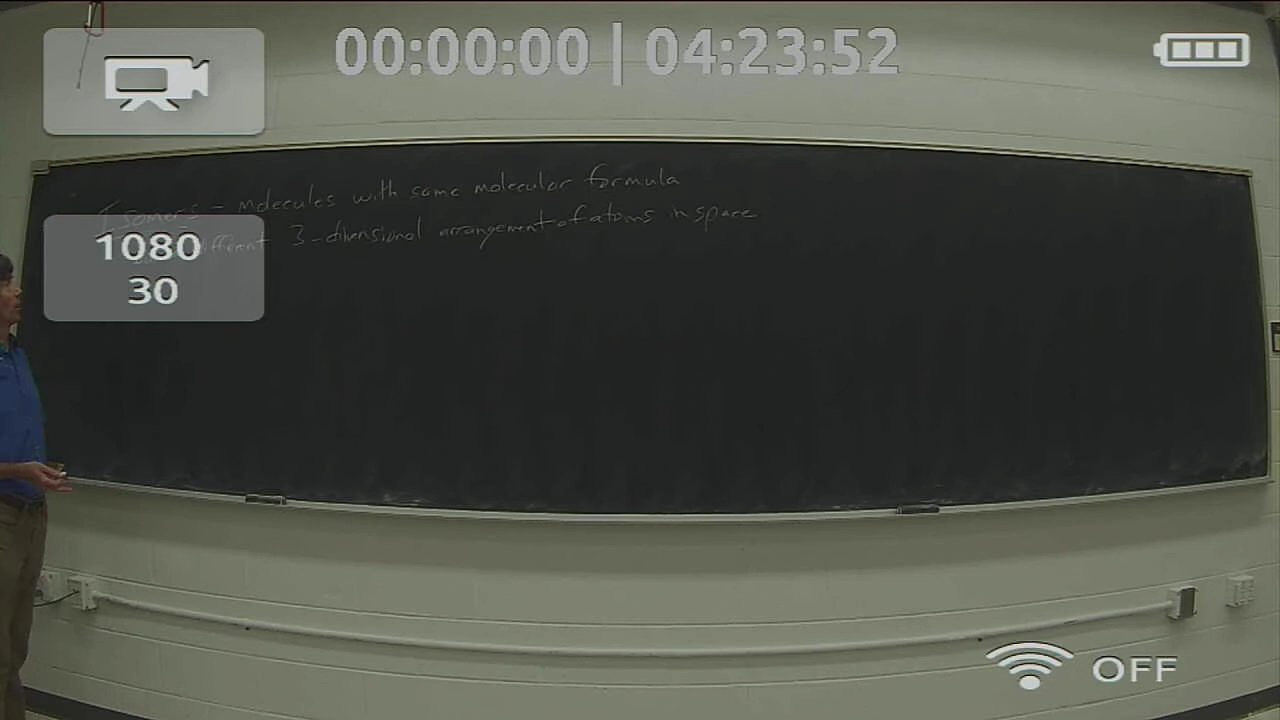 00:00:00 | 04:23:52
Isomers - molecules with same molecular formula
different 3-dimensional arrangement of atoms in space
1080
30
OFF